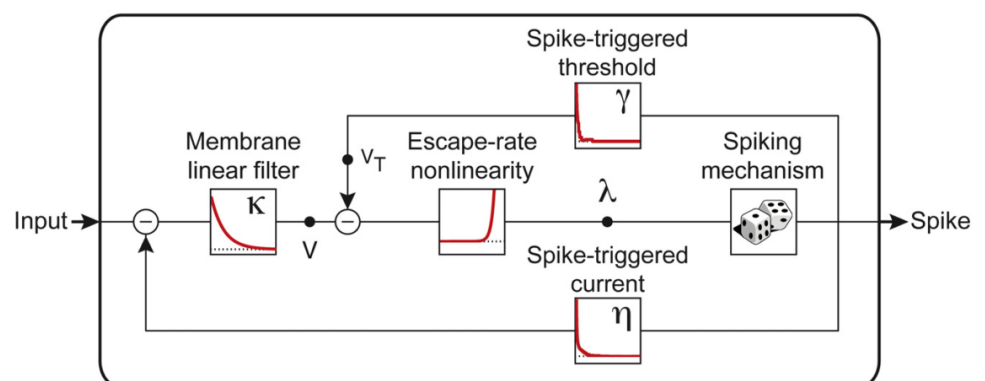 Spike-triggered
threshold
γ
Membrane
linear filter
κ
V_T
Escape-rate
nonlinearity
λ
Spiking
mechanism
Input
−
V
−
Spike
Spike-triggered
current
η